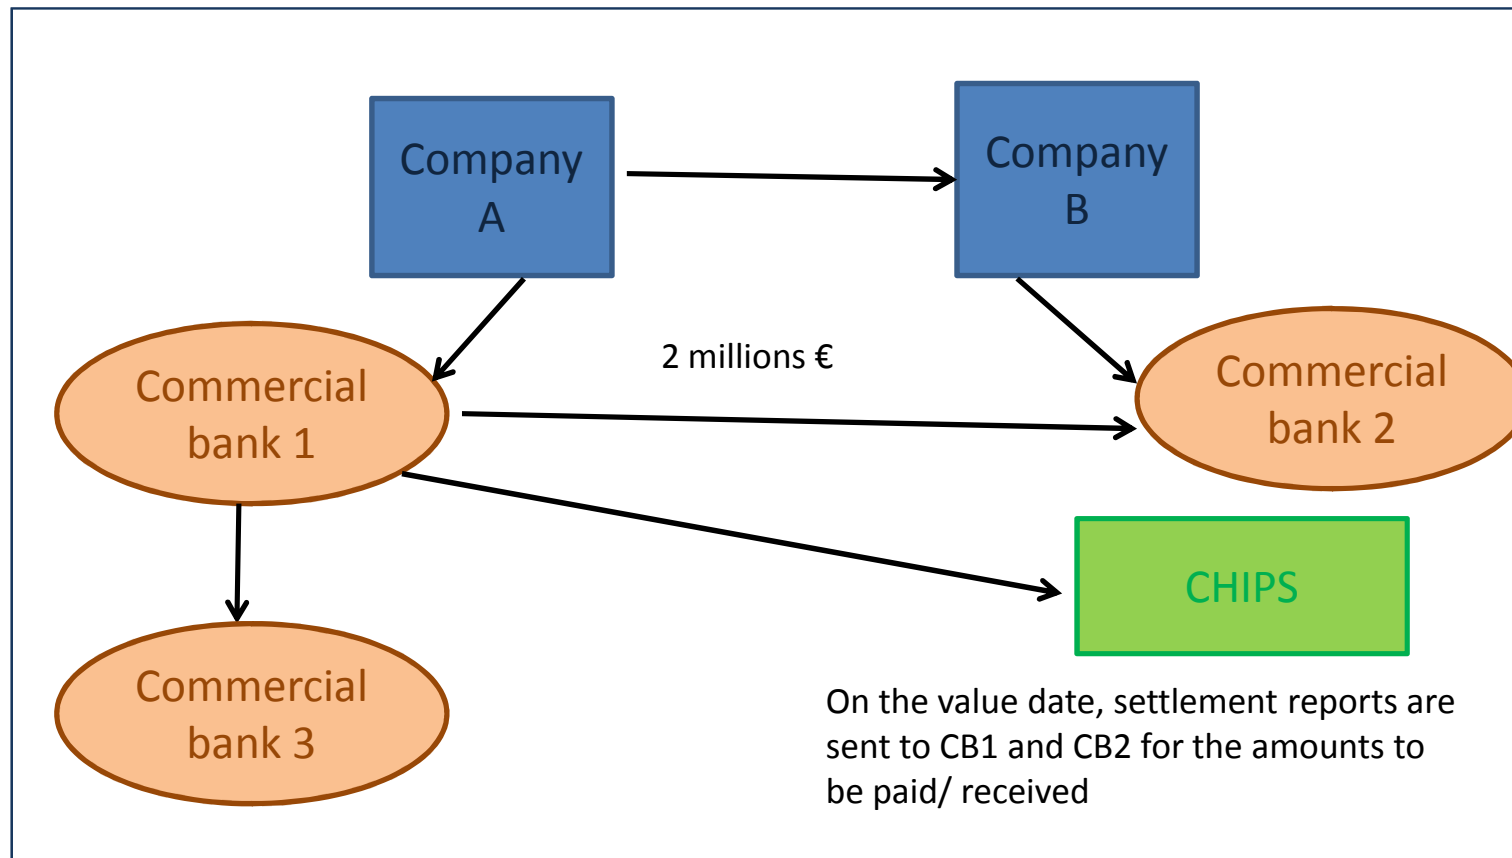 Company
A
Company
B
2 millions €
Commercial
bank 1
Commercial
bank 2
CHIPS
Commercial
bank 3
On the value date, settlement reports are
sent to CB1 and CB2 for the amounts to
be paid/ received